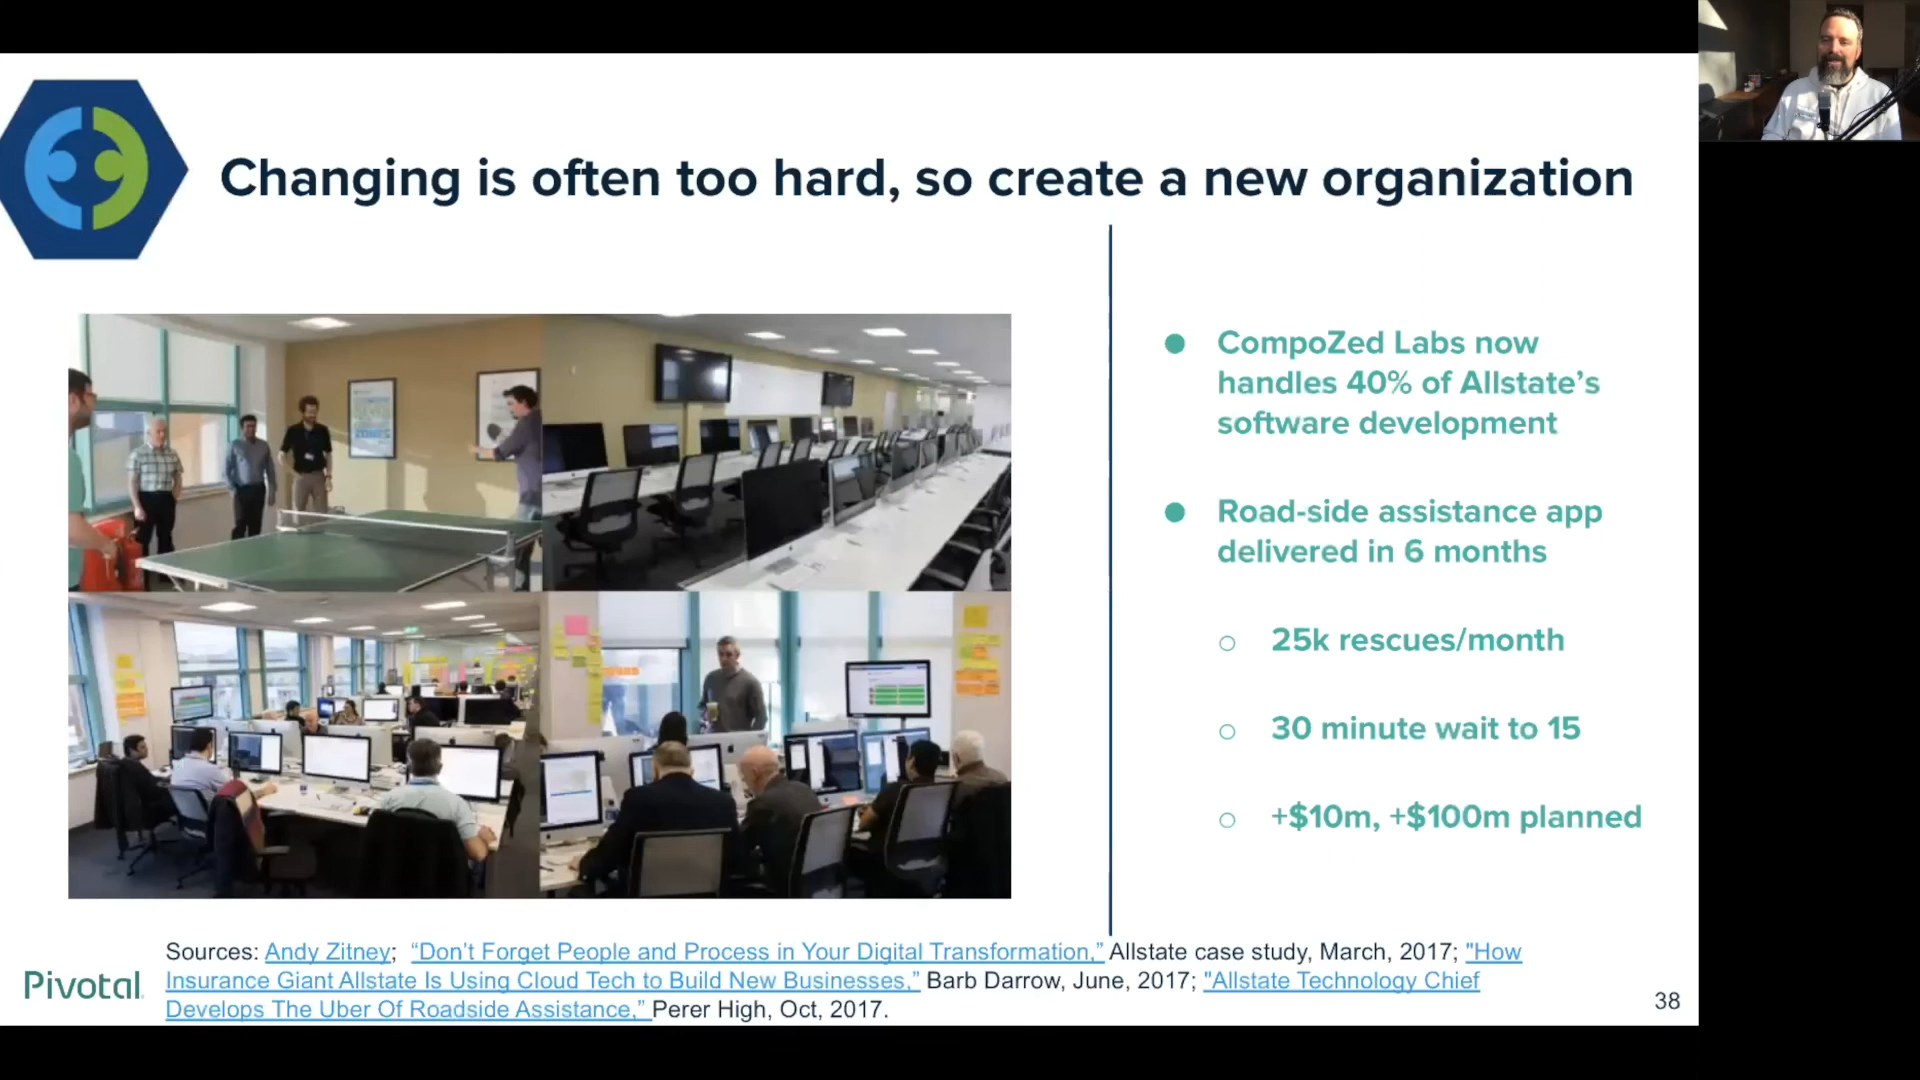 Changing is often too hard, so create a new organization
● CompoZed Labs now
handles 40% of Allstate’s
software development
● Road-side assistance app
delivered in 6 months
○ 25k rescues/month
○ 30 minute wait to 15
○ +$10m, +$100m planned
Sources: Andy Zitney; “Don’t Forget People and Process in Your Digital Transformation,” Allstate case study, March, 2017; "How
Insurance Giant Allstate Is Using Cloud Tech to Build New Businesses,” Barb Darrow, June, 2017; "Allstate Technology Chief
Develops The Uber Of Roadside Assistance,” Perer High, Oct, 2017.
Pivotal
38